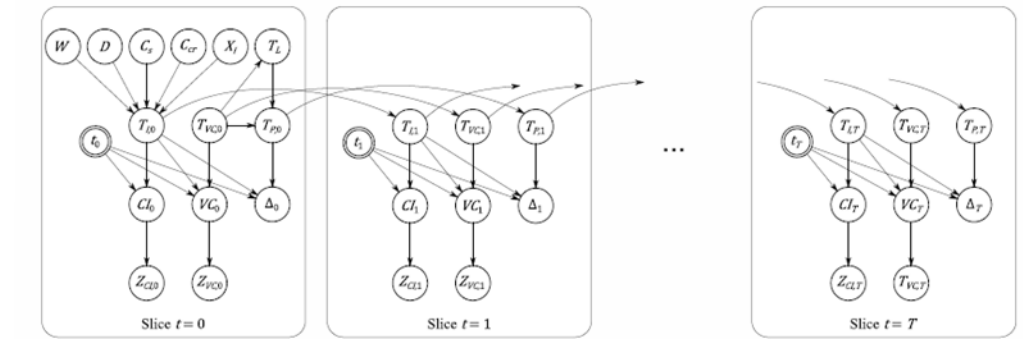 W D C_s C_cr X_i T_L
T_I,0 T_VC,0 T_P,0 T_I,1 T_VC,1 T_P,1 T_I,T T_VC,T T_P,T
t_0 t_1 ... t_T
CI_0 VC_0 Δ_0 CI_1 VC_1 Δ_1 CI_T VC_T Δ_T
Z_CI,0 Z_VC,0 Z_CI,1 Z_VC,1 Z_CI,T T_VC,T
Slice t = 0 Slice t = 1 Slice t = T